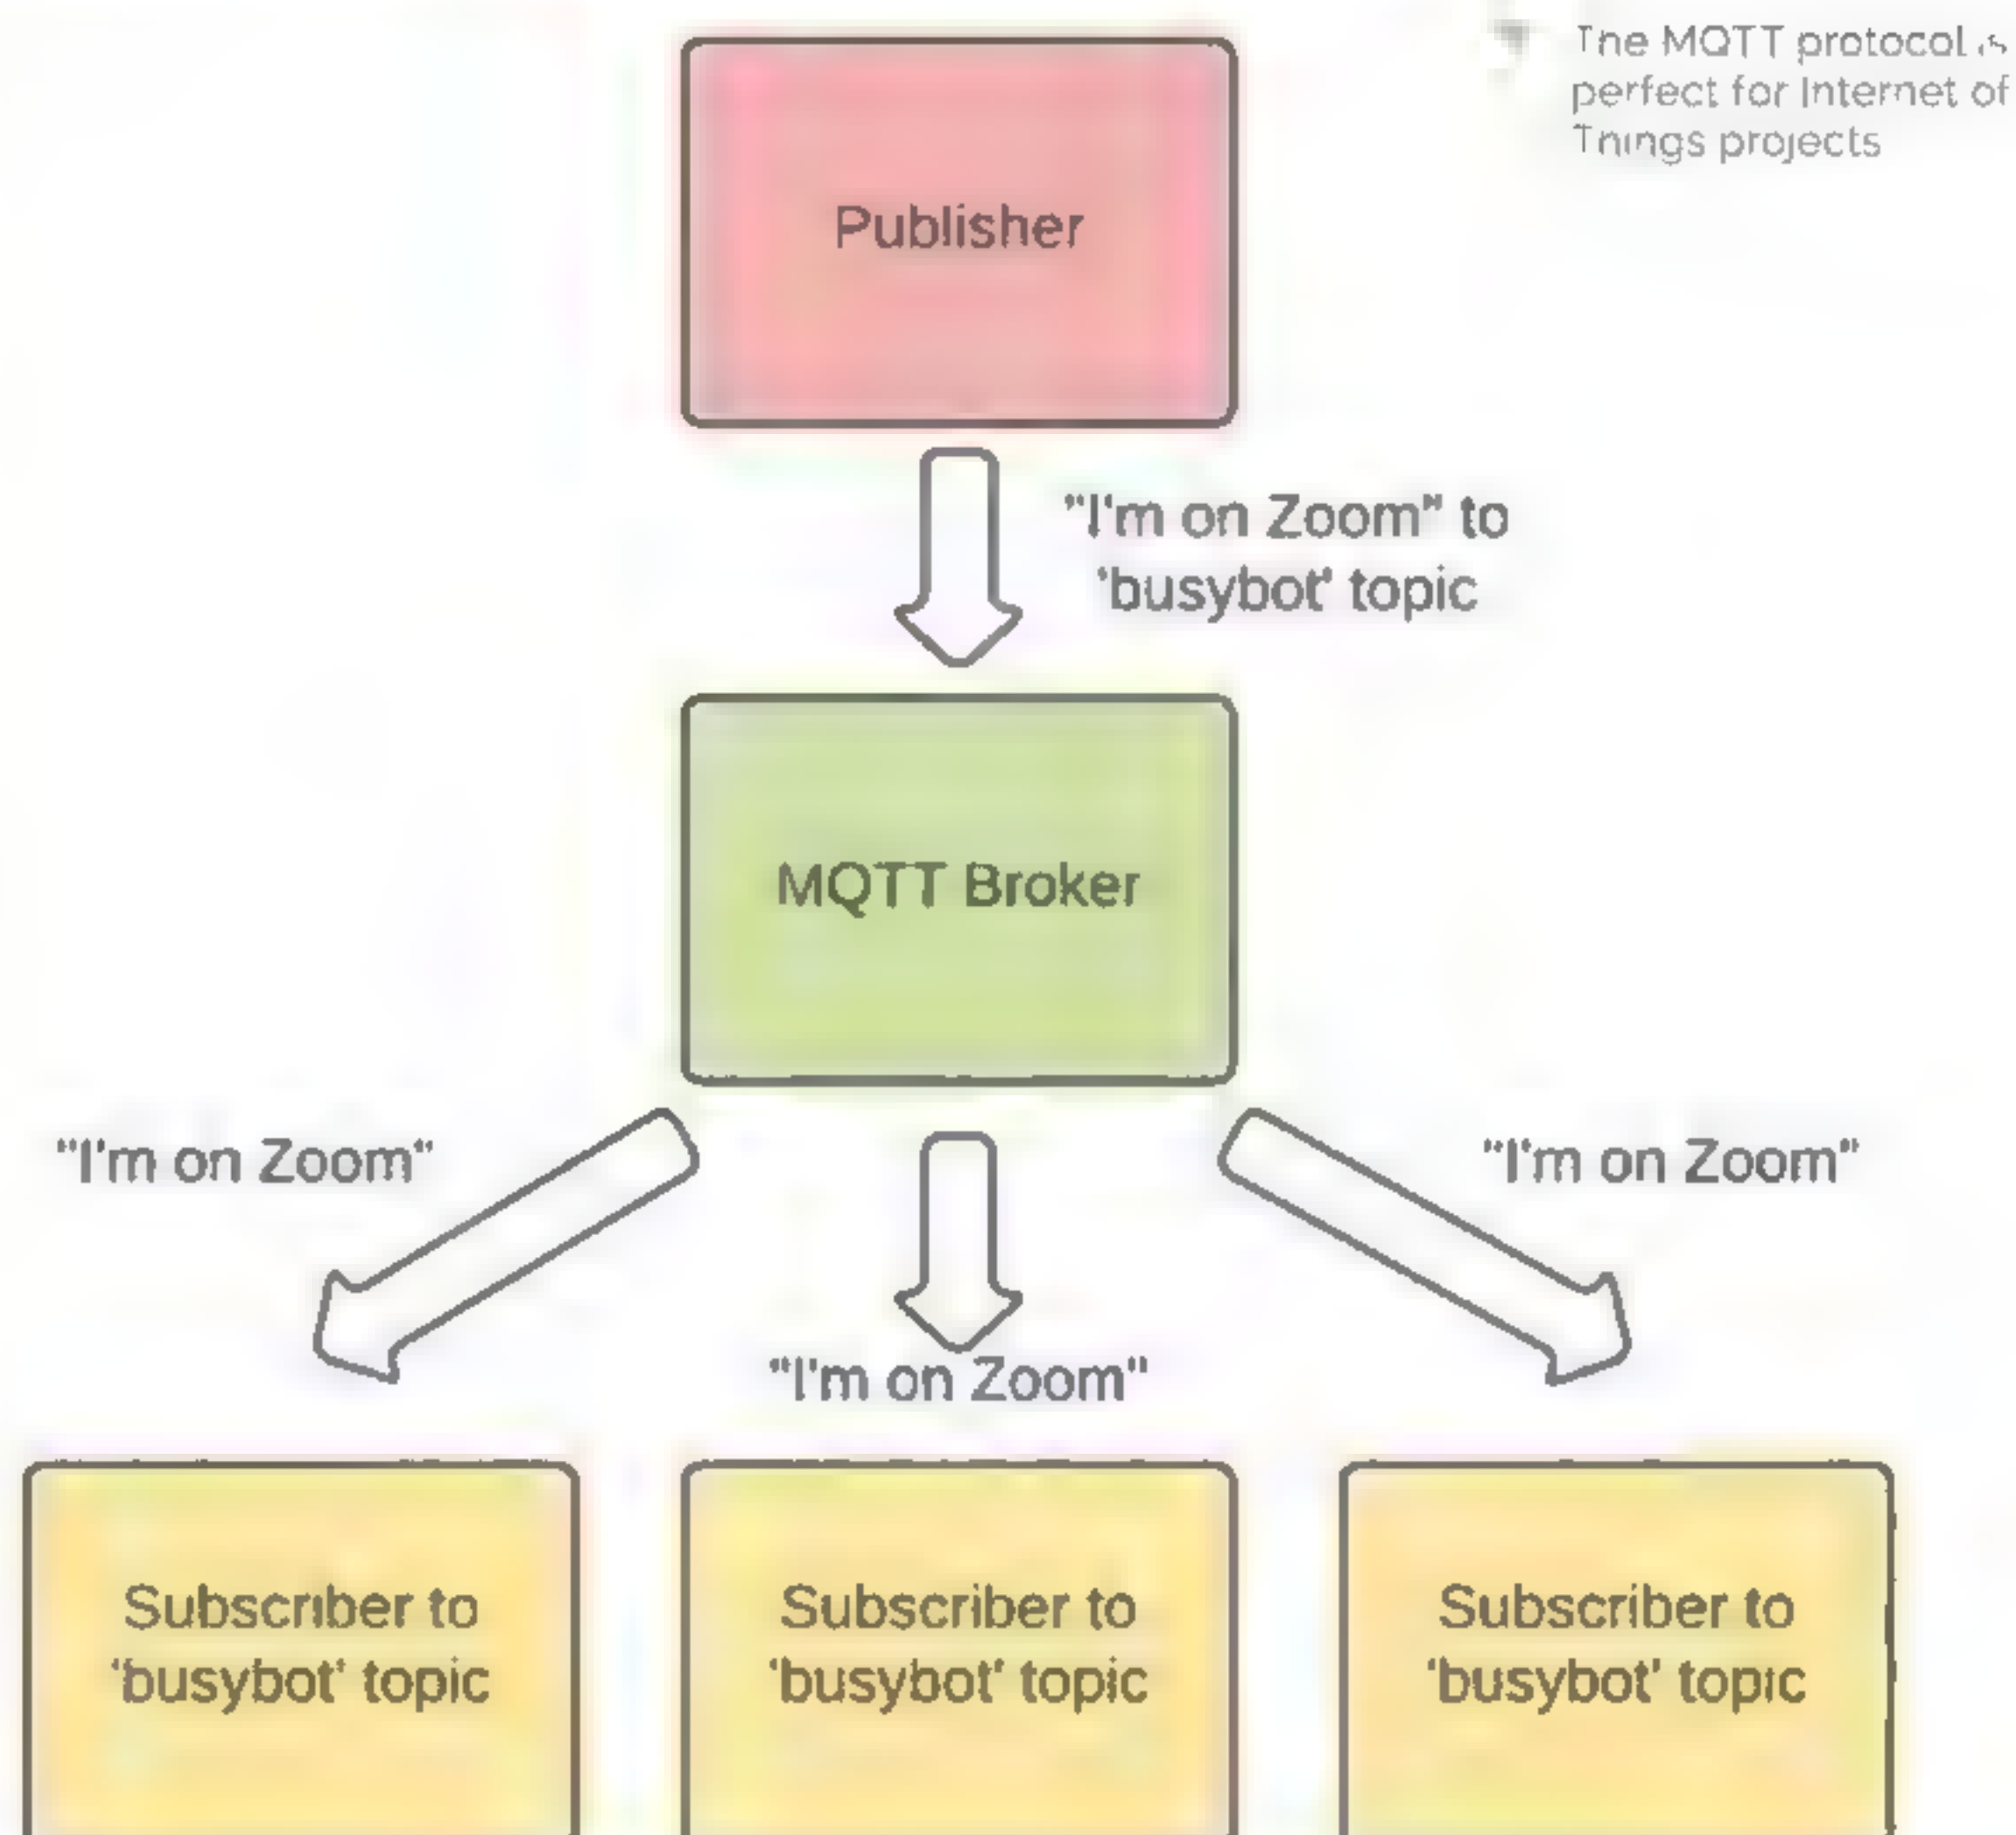 The MQTT protocol is
perfect for Internet of
Things projects
Publisher
"I'm on Zoom" to
'busybot' topic
MQTT Broker
"I'm on Zoom"
"I'm on Zoom"
"I'm on Zoom"
Subscriber to
'busybot' topic
Subscriber to
'busybot' topic
Subscriber to
'busybot' topic